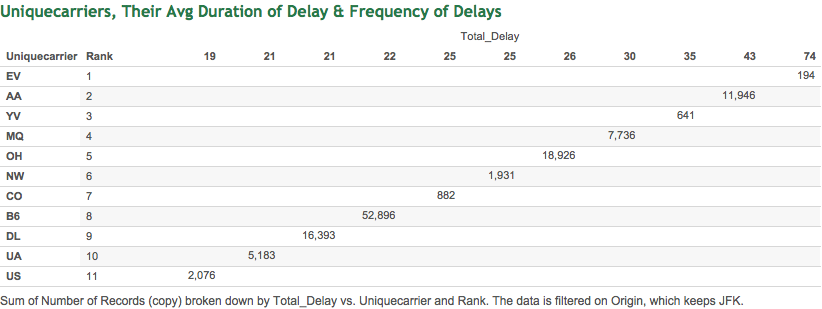 Uniquecarriers, Their Avg Duration of Delay & Frequency of Delays
Total_Delay
Uniquecarrier Rank 19 21 21 22 25 25 26 30 35 43 74
EV 1 194
AA 2 11,946
YV 3 641
MQ 4 7,736
OH 5 18,926
NW 6 1,931
CO 7 882
B6 8 52,896
DL 9 16,393
UA 10 5,183
US 11 2,076
Sum of Number of Records (copy) broken down by Total_Delay vs. Uniquecarrier and Rank. The data is filtered on Origin, which keeps JFK.